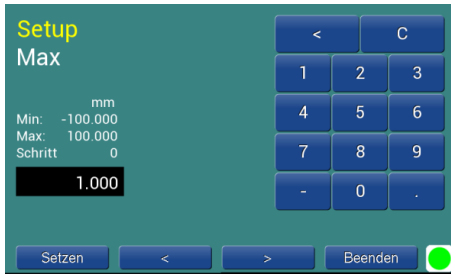 Setup
Max
mm
Min: -100.000
Max: 100.000
Schritt 0
1.000
< C
1 2 3
4 5 6
7 8 9
- 0 .
Setzen < > Beenden